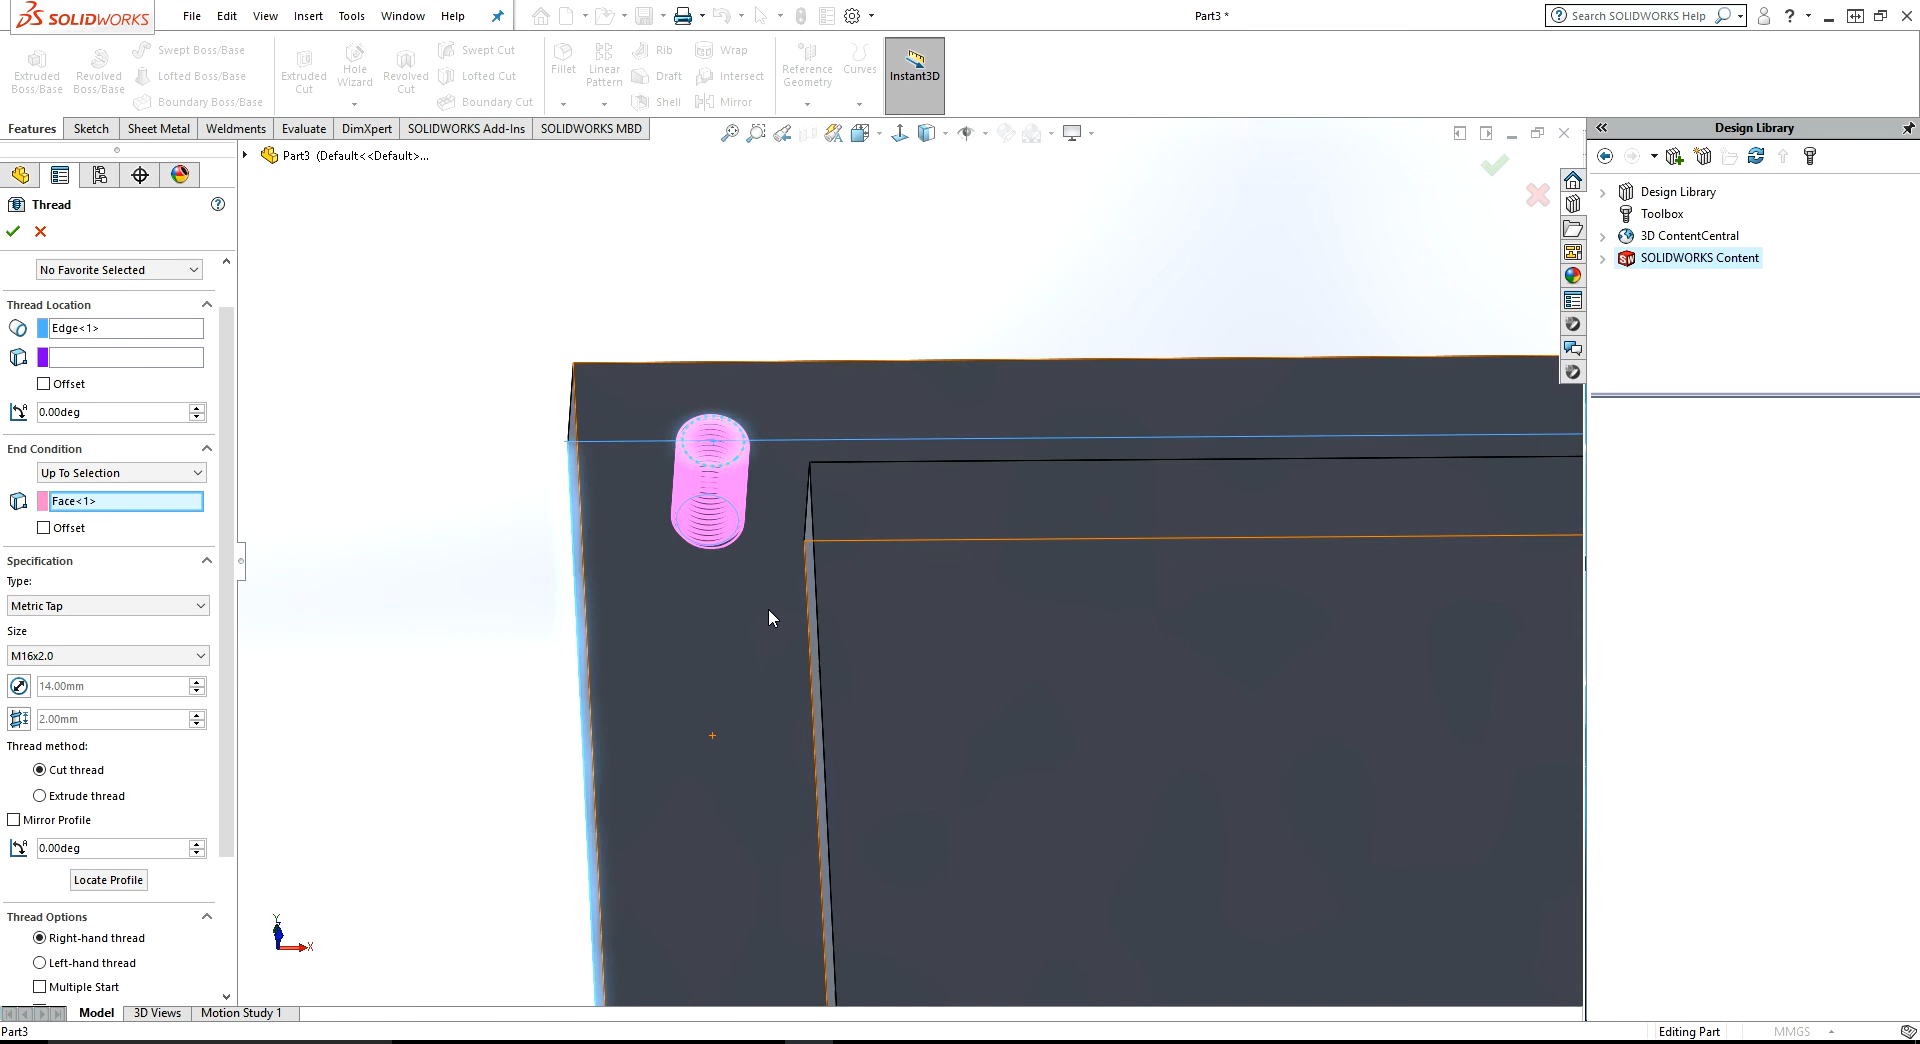 SOLIDWORKS
File Edit View Insert Tools Window Help
Part3 *
Search SOLIDWORKS Help
Extruded Boss/Base
Revolved Boss/Base
Swept Boss/Base
Lofted Boss/Base
Boundary Boss/Base
Extruded Cut
Hole Wizard
Revolved Cut
Swept Cut
Lofted Cut
Boundary Cut
Fillet
Linear Pattern
Rib
Draft
Shell
Wrap
Intersect
Mirror
Reference Geometry
Curves
Instant3D
Features Sketch Sheet Metal Weldments Evaluate DimXpert SOLIDWORKS Add-Ins SOLIDWORKS MBD
Part3 (Default<<Default>...
Thread
No Favorite Selected
Thread Location
Edge<1>
Offset
0.00deg
End Condition
Up To Selection
Face<1>
Offset
Specification
Type:
Metric Tap
Size
M16x2.0
14.00mm
2.00mm
Thread method:
Cut thread
Extrude thread
Mirror Profile
0.00deg
Locate Profile
Thread Options
Right-hand thread
Left-hand thread
Multiple Start
Y
X
Design Library
Design Library
Toolbox
3D ContentCentral
SOLIDWORKS Content
Model 3D Views Motion Study 1
Part3
Editing Part
MMGS